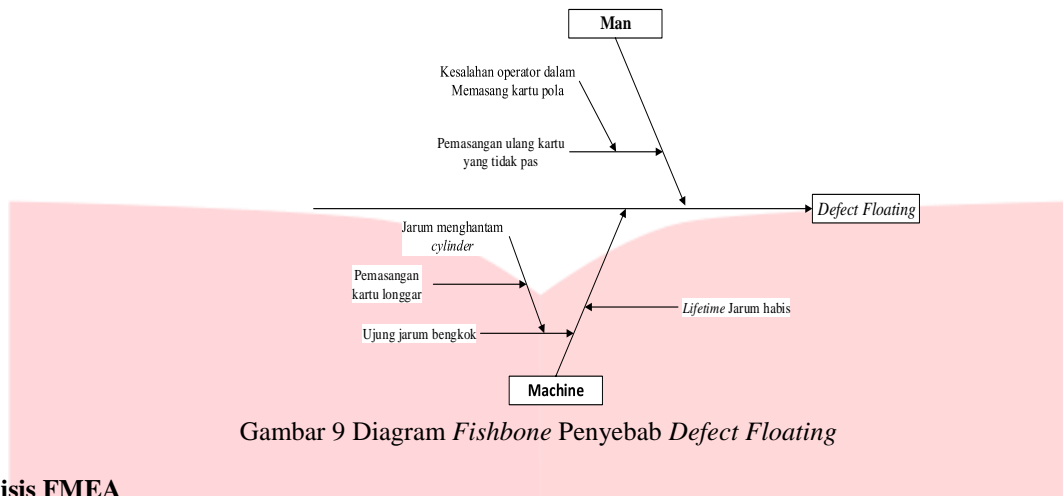 Man
Kesalahan operator dalam
Memasang kartu pola
Pemasangan ulang kartu
yang tidak pas
Defect Floating
Jarum menghantam
cylinder
Pemasangan
kartu longgar
Lifetime Jarum habis
Ujung jarum bengkok
Machine
Gambar 9 Diagram Fishbone Penyebab Defect Floating
isis FMEA